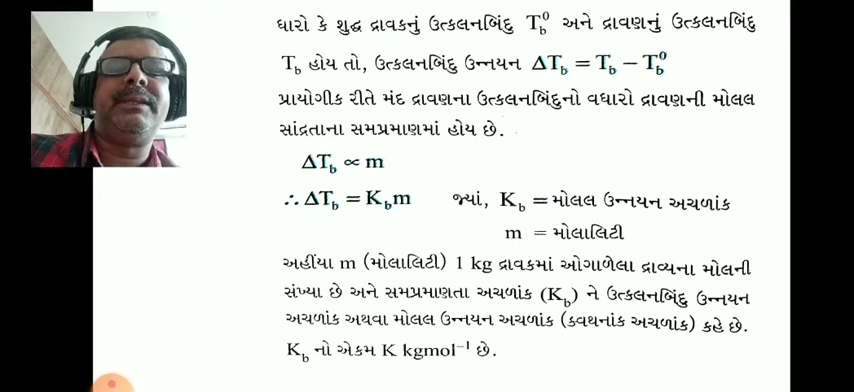 ધારો કે શુદ્ધ દ્રાવકનું ઉત્કલનબિંદુ T_b^0 અને દ્રાવણનું ઉત્કલનબિંદુ
T_b હોય તો, ઉત્કલનબિંદુ ઉન્નયન ΔT_b = T_b − T_b^0
પ્રાયોગીક રીતે મંદ દ્રાવણના ઉત્કલનબિંદુનો વધારો દ્રાવણની મોલલ
સાંદ્રતાના સમપ્રમાણમાં હોય છે.
ΔT_b ∝ m
∴ ΔT_b = K_b m જ્યાં, K_b = મોલલ ઉન્નયન અચળાંક
m = મોલાલિટી
અહીંયા m (મોલાલિટી) 1 kg દ્રાવકમાં ઓગાળેલા દ્રાવ્યના મોલની
સંખ્યા છે અને સમપ્રમાણતા અચળાંક (K_b) ને ઉત્કલનબિંદુ ઉન્નયન
અચળાંક અથવા મોલલ ઉન્નયન અચળાંક (ક્વથનાંક અચળાંક) કહે છે.
K_b નો એકમ K kgmol⁻¹ છે.